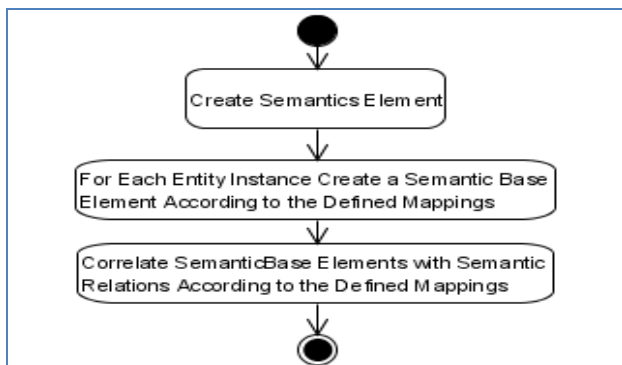 Create Semantics Element
For Each Entity Instance Create a Semantic Base
Element According to the Defined Mappings
Correlate SemanticBase Elements with Semantic
Relations According to the Defined Mappings